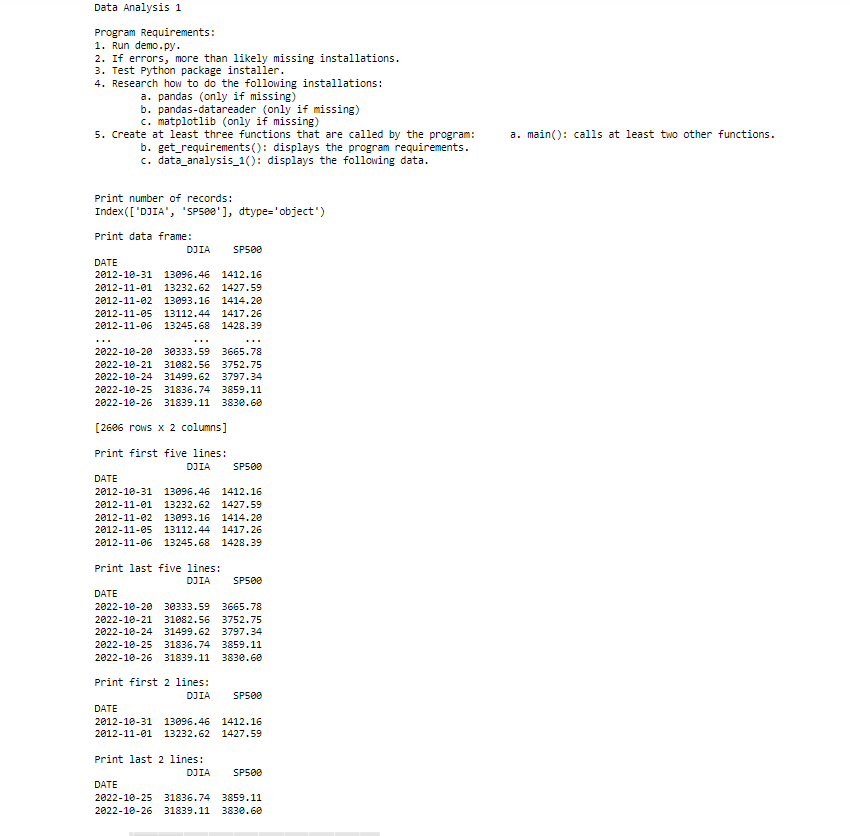 Data Analysis 1
Program Requirements:
1. Run demo.py.
2. If errors, more than likely missing installations.
3. Test Python package installer.
4. Research how to do the following installations:
a. pandas (only if missing)
b. pandas-datareader (only if missing)
c. matplotlib (only if missing)
5. Create at least three functions that are called by the program: a. main(): calls at least two other functions.
b. get_requirements(): displays the program requirements.
c. data_analysis_1(): displays the following data.
Print number of records:
Index(['DJIA', 'SP500'], dtype='object')
Print data frame:
DJIA SP500
DATE
2012-10-31 13096.46 1412.16
2012-11-01 13232.62 1427.59
2012-11-02 13093.16 1414.20
2012-11-05 13112.44 1417.26
2012-11-06 13245.68 1428.39
... ... ...
2022-10-20 30333.59 3665.78
2022-10-21 31082.56 3752.75
2022-10-24 31499.62 3797.34
2022-10-25 31836.74 3859.11
2022-10-26 31839.11 3830.60
[2606 rows x 2 columns]
Print first five lines:
DJIA SP500
DATE
2012-10-31 13096.46 1412.16
2012-11-01 13232.62 1427.59
2012-11-02 13093.16 1414.20
2012-11-05 13112.44 1417.26
2012-11-06 13245.68 1428.39
Print last five lines:
DJIA SP500
DATE
2022-10-20 30333.59 3665.78
2022-10-21 31082.56 3752.75
2022-10-24 31499.62 3797.34
2022-10-25 31836.74 3859.11
2022-10-26 31839.11 3830.60
Print first 2 lines:
DJIA SP500
DATE
2012-10-31 13096.46 1412.16
2012-11-01 13232.62 1427.59
Print last 2 lines:
DJIA SP500
DATE
2022-10-25 31836.74 3859.11
2022-10-26 31839.11 3830.60